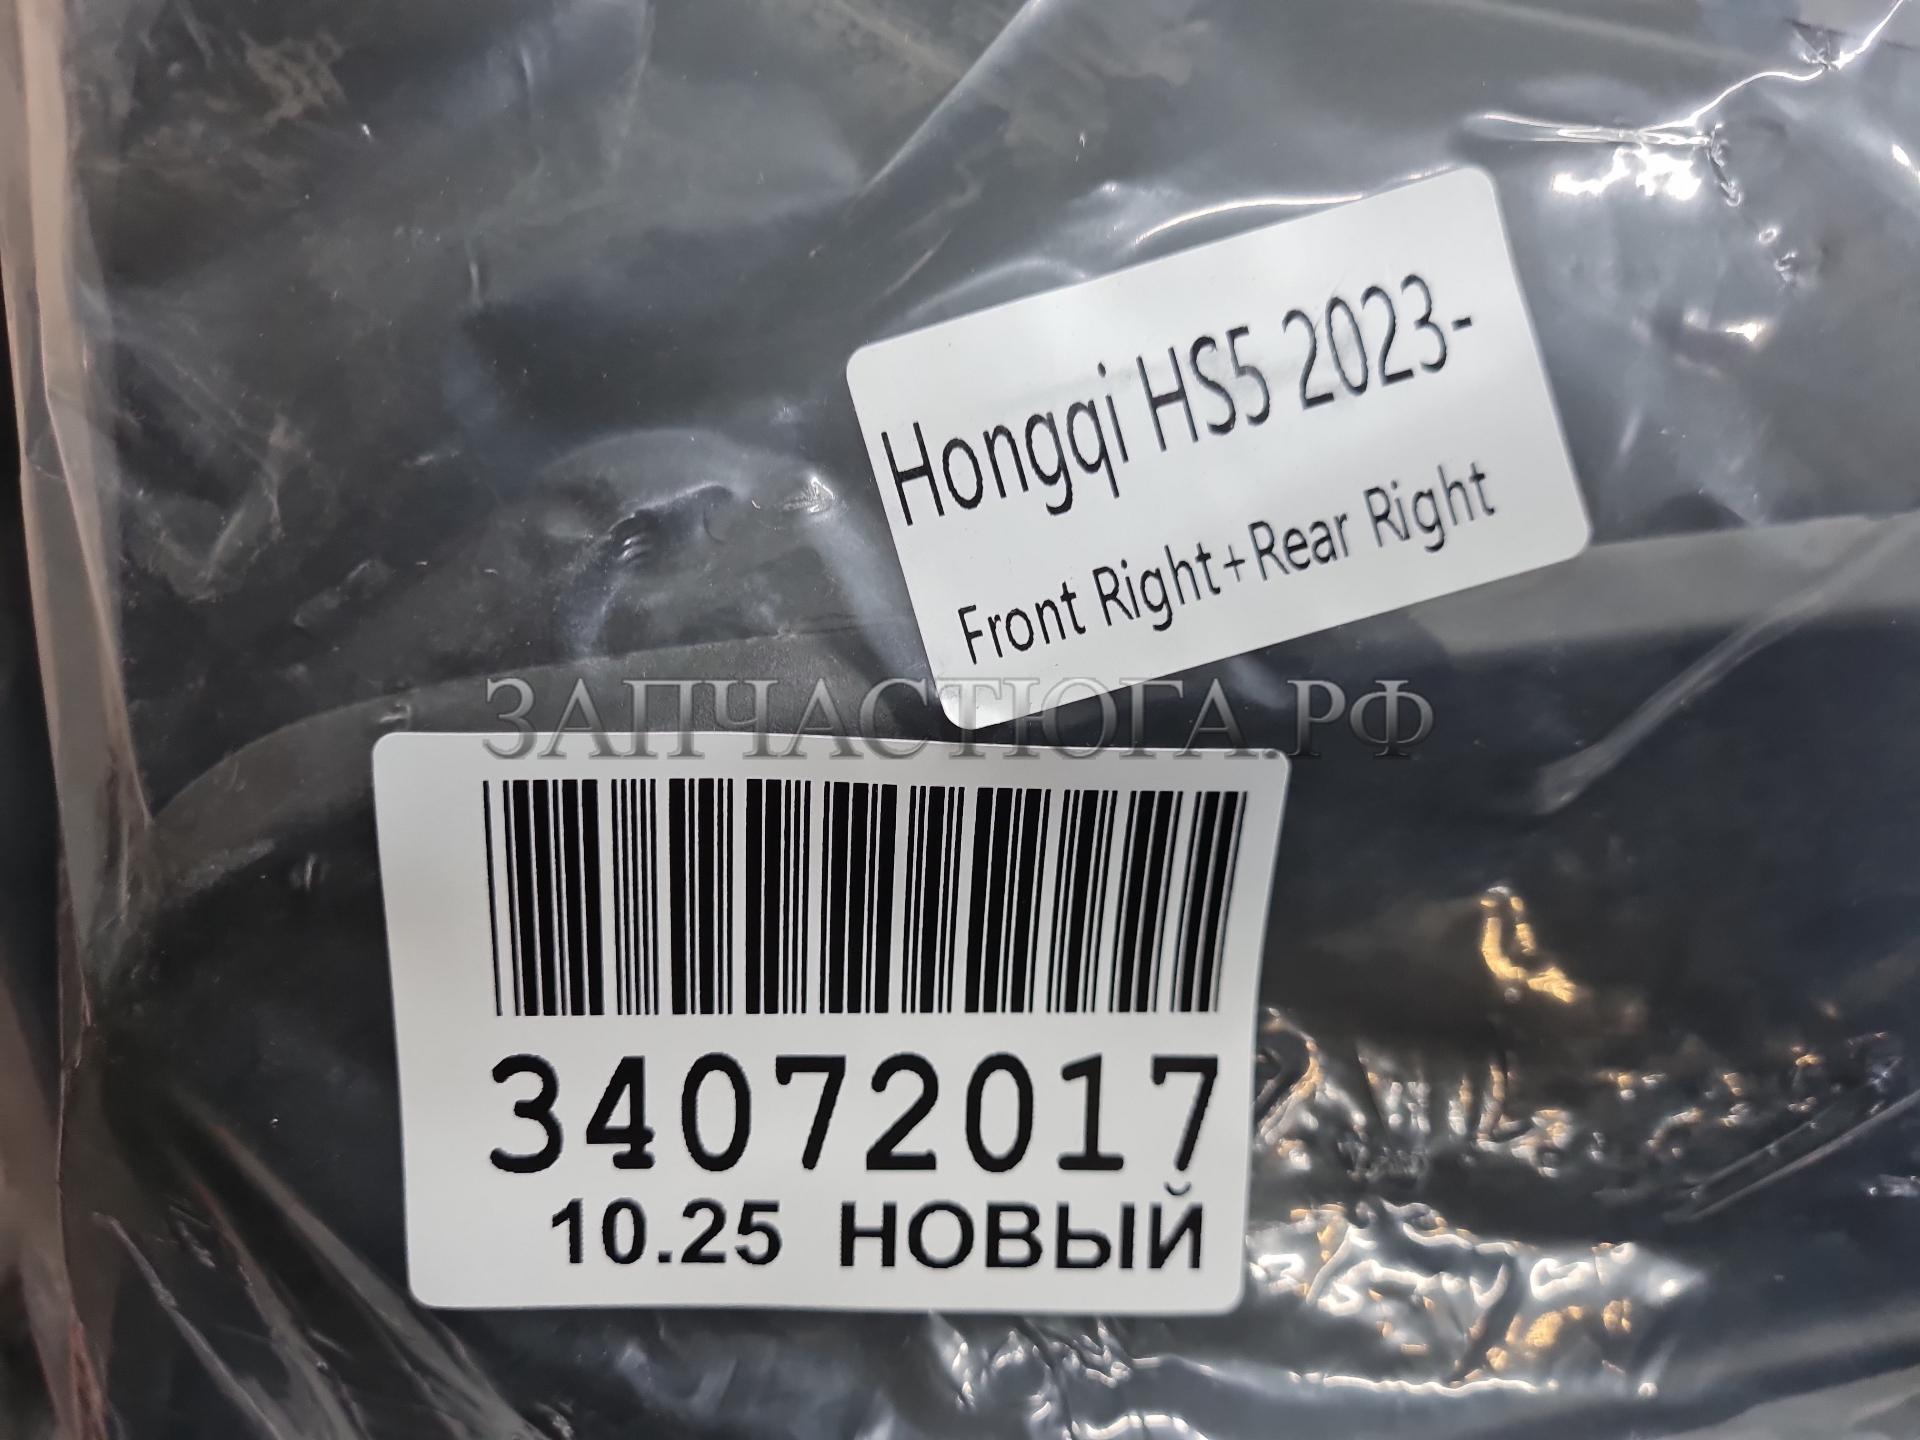 Hongqi HS5 2023-
Front Right+Rear Right
ЗАПЧАСТЮГА.РФ
34072017
10.25 НОВЫЙ